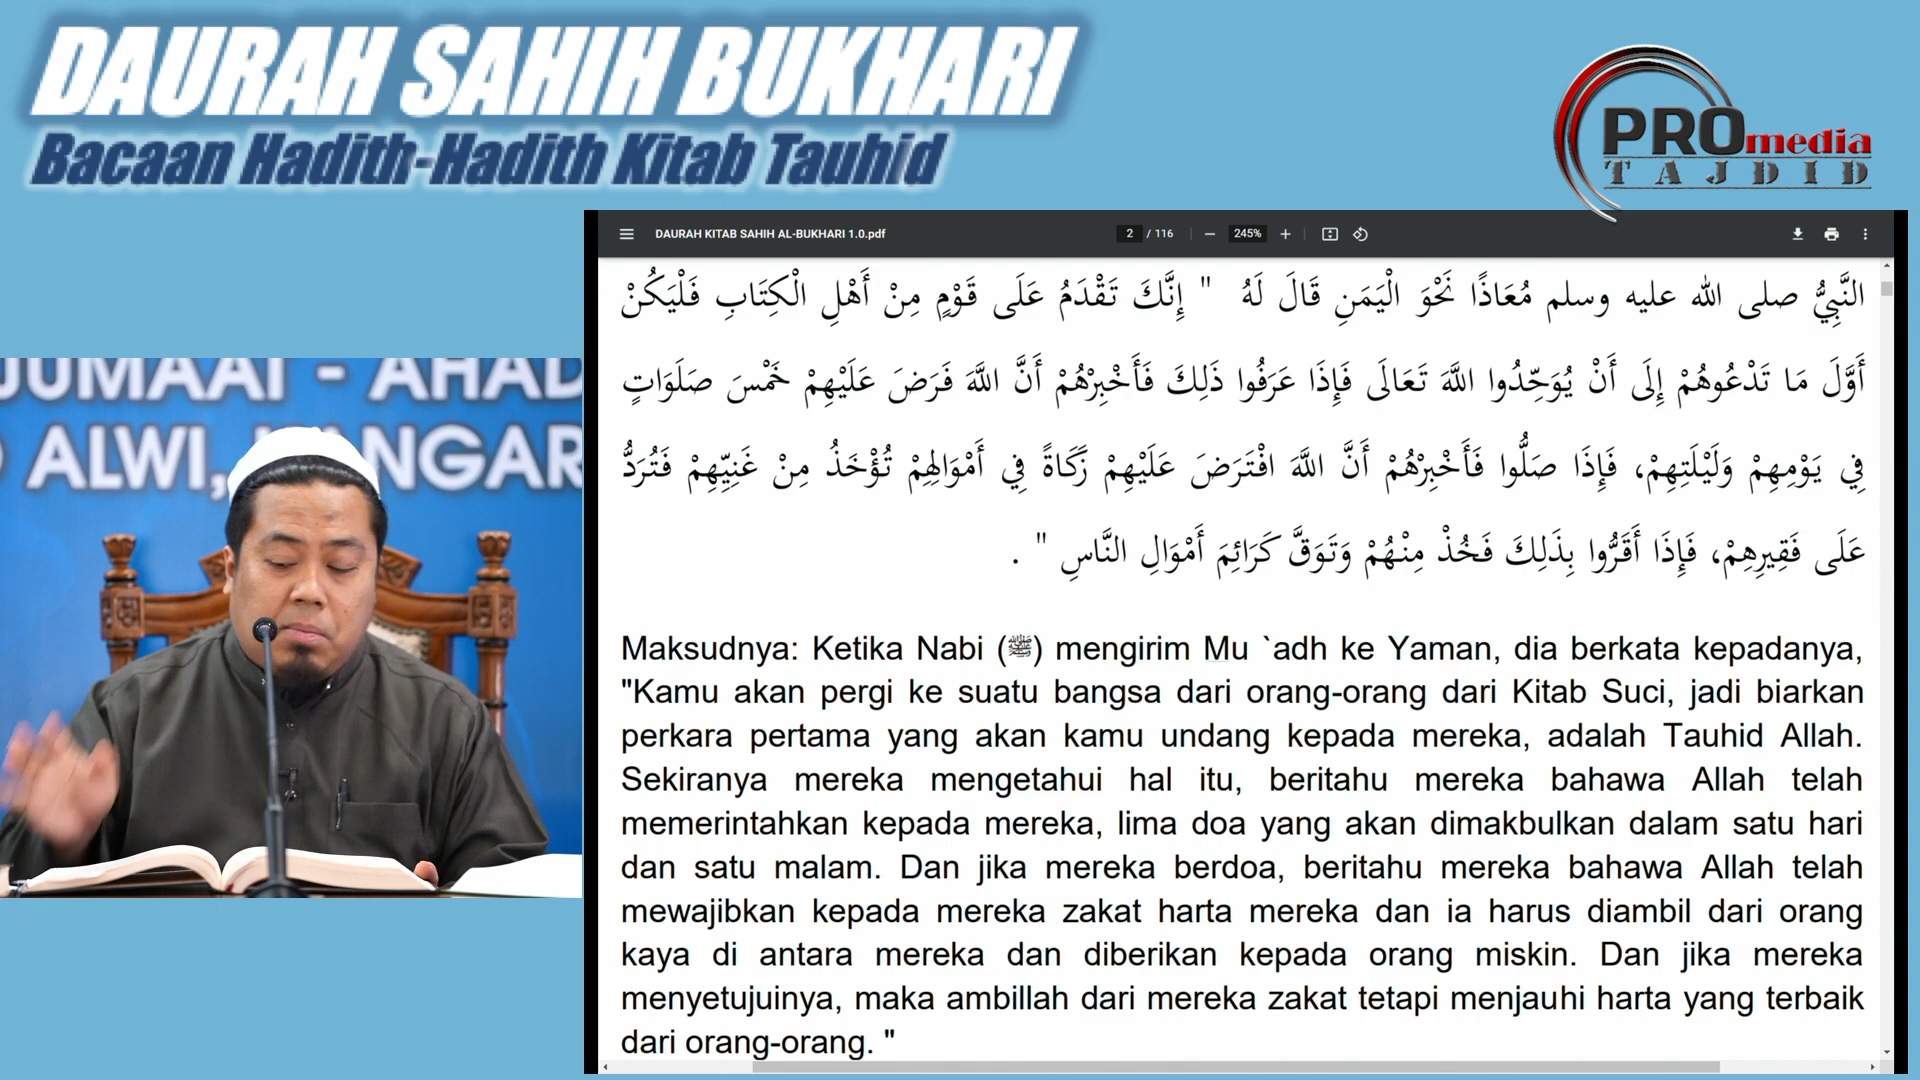 DAURAH SAHIH BUKHARI
Bacaan Hadith-Hadith Kitab Tauhid
PROmedia
TAJDID
DAURAH KITAB SAHIH AL-BUKHARI 1.0.pdf
2 / 116
245%
النَّبِيُّ صلى الله عليه وسلم مُعَاذًا نَحْوَ الْيَمَنِ قَالَ لَهُ " إِنَّكَ تَقْدَمُ عَلَى قَوْمٍ مِنْ أَهْلِ الْكِتَابِ فَلْيَكُنْ
أَوَّلَ مَا تَدْعُوهُمْ إِلَى أَنْ يُوَحِّدُوا اللَّهَ تَعَالَى فَإِذَا عَرَفُوا ذَلِكَ فَأَخْبِرْهُمْ أَنَّ اللَّهَ فَرَضَ عَلَيْهِمْ خَمْسَ صَلَوَاتٍ
فِي يَوْمِهِمْ وَلَيْلَتِهِمْ، فَإِذَا صَلُّوا فَأَخْبِرْهُمْ أَنَّ اللَّهَ افْتَرَضَ عَلَيْهِمْ زَكَاةً فِي أَمْوَالِهِمْ تُؤْخَذُ مِنْ غَنِيِّهِمْ فَتُرَدُّ
عَلَى فَقِيرِهِمْ، فَإِذَا أَقَرُّوا بِذَلِكَ فَخُذْ مِنْهُمْ وَتَوَقَّ كَرَائِمَ أَمْوَالِ النَّاسِ " .
Maksudnya: Ketika Nabi (ﷺ) mengirim Mu `adh ke Yaman, dia berkata kepadanya,
"Kamu akan pergi ke suatu bangsa dari orang-orang dari Kitab Suci, jadi biarkan
perkara pertama yang akan kamu undang kepada mereka, adalah Tauhid Allah.
Sekiranya mereka mengetahui hal itu, beritahu mereka bahawa Allah telah
memerintahkan kepada mereka, lima doa yang akan dimakbulkan dalam satu hari
dan satu malam. Dan jika mereka berdoa, beritahu mereka bahawa Allah telah
mewajibkan kepada mereka zakat harta mereka dan ia harus diambil dari orang
kaya di antara mereka dan diberikan kepada orang miskin. Dan jika mereka
menyetujuinya, maka ambillah dari mereka zakat tetapi menjauhi harta yang terbaik
dari orang-orang. "
JUMAAT - AHAD
ALWI,